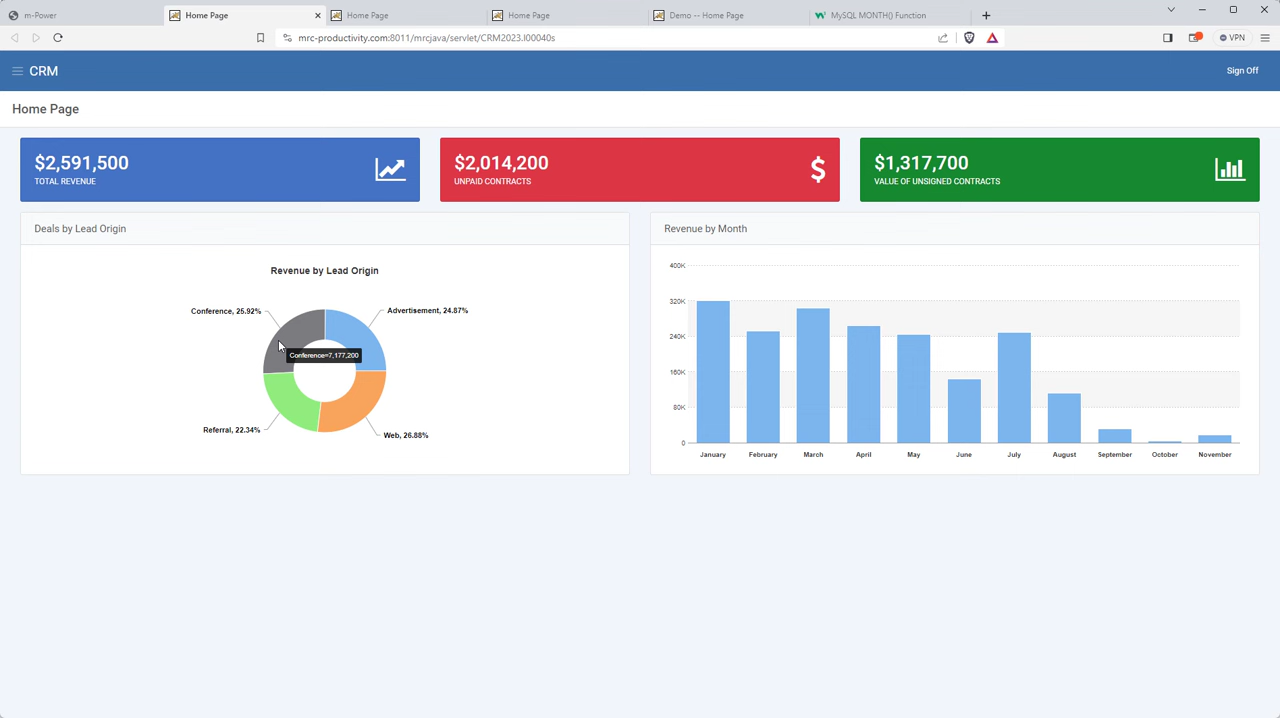 m-Power
Home Page
Home Page
Home Page
Demo -- Home Page
MySQL MONTH() Function
mrc-productivity.com:8011/mrcjava/servlet/CRM2023.I00040s
VPN
CRM
Sign Off
Home Page
$2,591,500
TOTAL REVENUE
$2,014,200
UNPAID CONTRACTS
$
$1,317,700
VALUE OF UNSIGNED CONTRACTS
Deals by Lead Origin
Revenue by Lead Origin
Conference, 25.92%
Advertisement, 24.87%
Conference=7,177,200
Referral, 22.34%
Web, 26.88%
Revenue by Month
400K
320K
240K
160K
80K
0
January February March April May June July August September October November